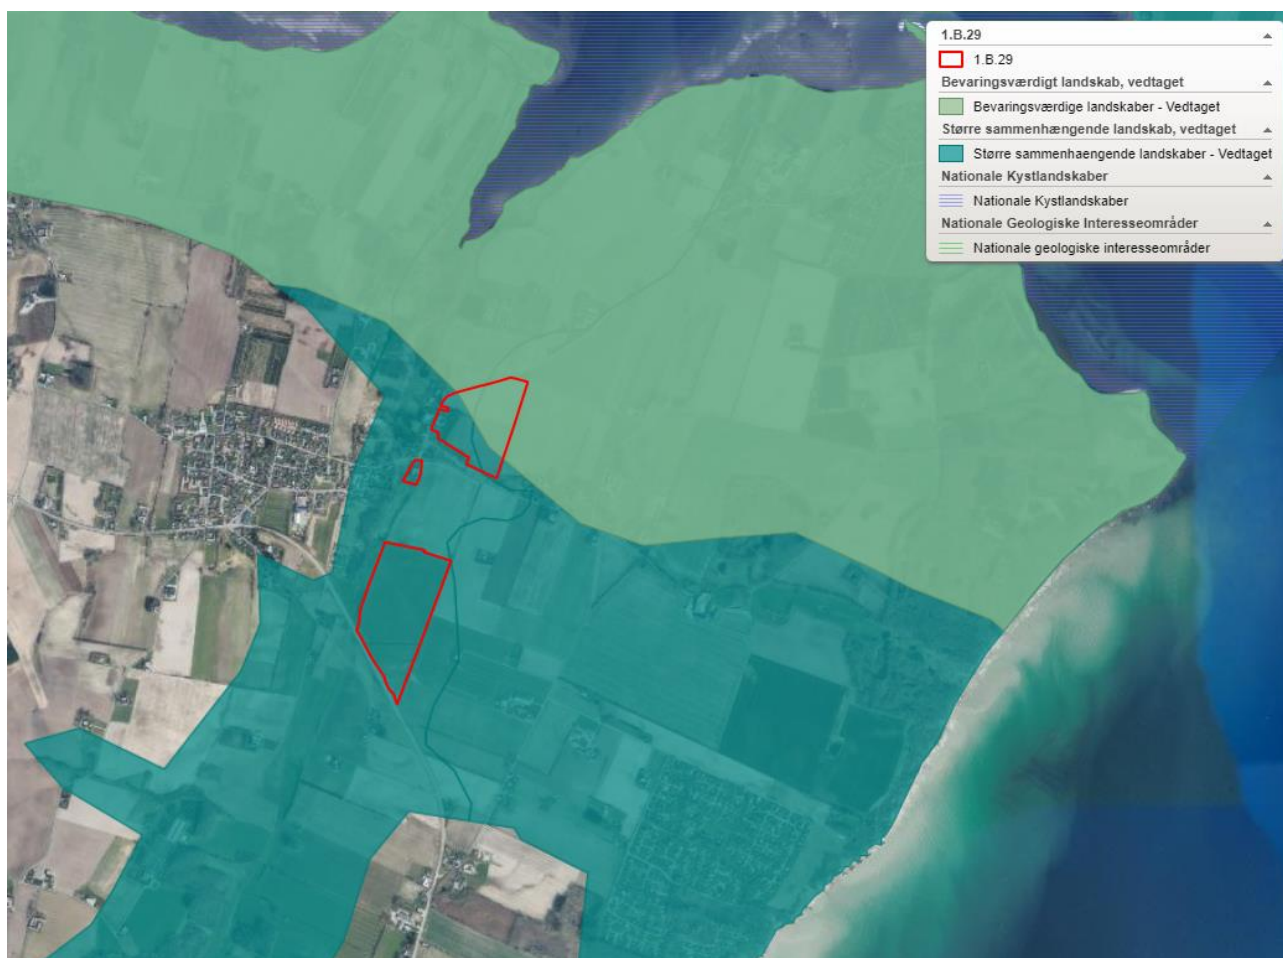 1.B.29
1.B.29
Bevaringsværdigt landskab, vedtaget
Bevaringsværdige landskaber - Vedtaget
Større sammenhængende landskab, vedtaget
Større sammenhaengende landskaber - Vedtaget
Nationale Kystlandskaber
Nationale Kystlandskaber
Nationale Geologiske Interesseområder
Nationale geologiske interesseområder